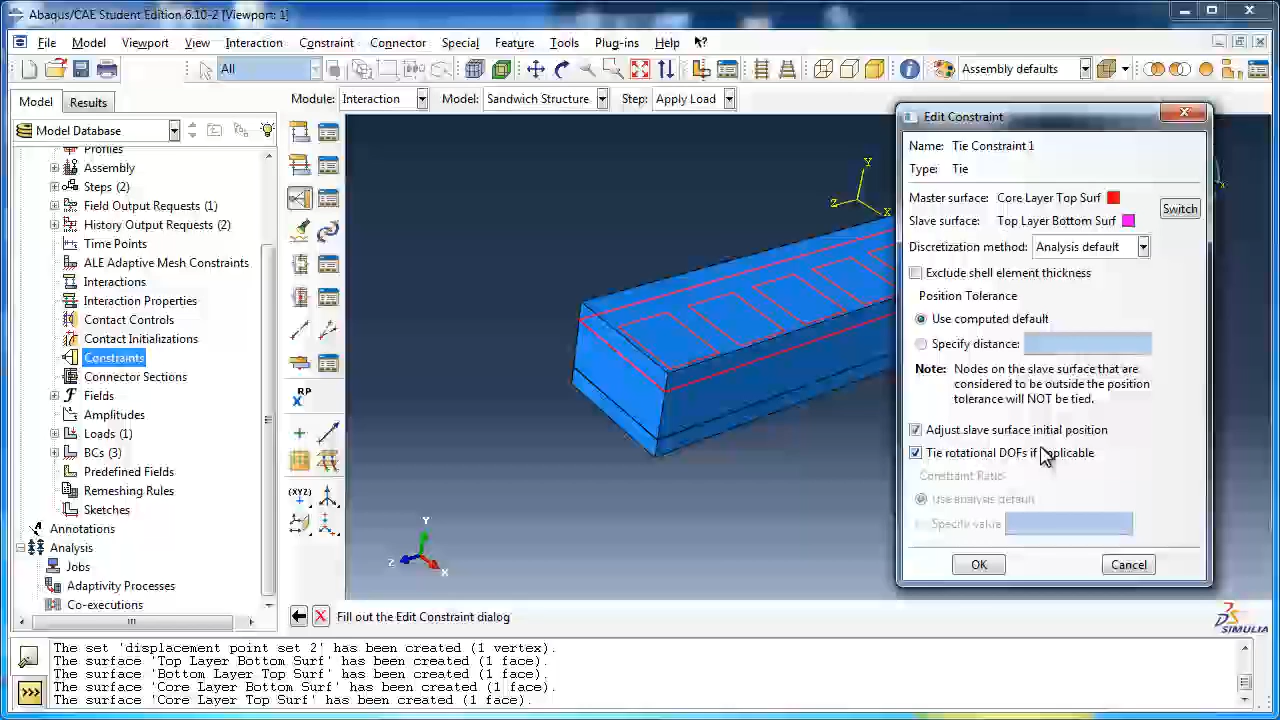 Abaqus/CAE Student Edition 6.10-2 [Viewport: 1]
File Model Viewport View Interaction Constraint Connector Special Feature Tools Plug-ins Help
All
Assembly defaults
Model Results
Module: Interaction Model: Sandwich Structure Step: Apply Load
Model Database
Profiles
Assembly
Steps (2)
Field Output Requests (1)
History Output Requests (2)
Time Points
ALE Adaptive Mesh Constraints
Interactions
Interaction Properties
Contact Controls
Contact Initializations
Constraints
Connector Sections
Fields
Amplitudes
Loads (1)
BCs (3)
Predefined Fields
Remeshing Rules
Sketches
Annotations
Analysis
Jobs
Adaptivity Processes
Co-executions
RP
(XYZ)
Y
Z
X
Y
Z
X
Edit Constraint
Name: Tie Constraint 1
Type: Tie
Master surface: Core Layer Top Surf
Slave surface: Top Layer Bottom Surf
Switch
Discretization method: Analysis default
Exclude shell element thickness
Position Tolerance
Use computed default
Specify distance:
Note: Nodes on the slave surface that are
considered to be outside the position
tolerance will NOT be tied.
Adjust slave surface initial position
Tie rotational DOFs if applicable
Constraint Ratio
Use analysis default
Specify value
OK Cancel
Fill out the Edit Constraint dialog
SIMULIA
The set 'displacement point set 2' has been created (1 vertex).
The surface 'Top Layer Bottom Surf' has been created (1 face).
The surface 'Bottom Layer Top Surf' has been created (1 face).
The surface 'Core Layer Bottom Surf' has been created (1 face).
The surface 'Core Layer Top Surf' has been created (1 face).